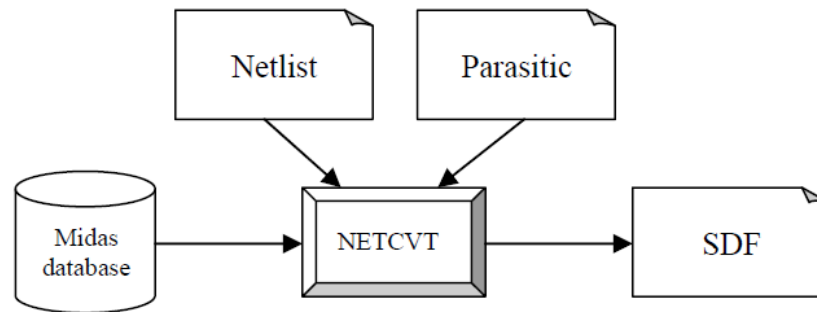 Netlist
Parasitic
Midas
database
NETCVT
SDF